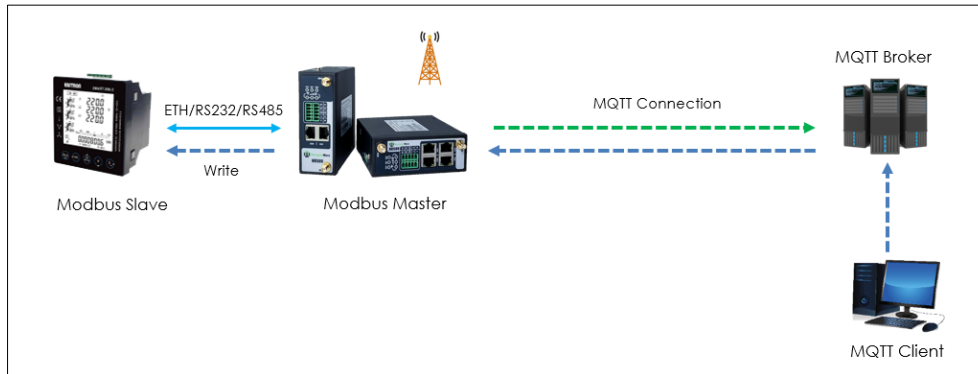 MQTT Broker
ETH/RS232/RS485
MQTT Connection
Write
Modbus Slave
Modbus Master
MQTT Client